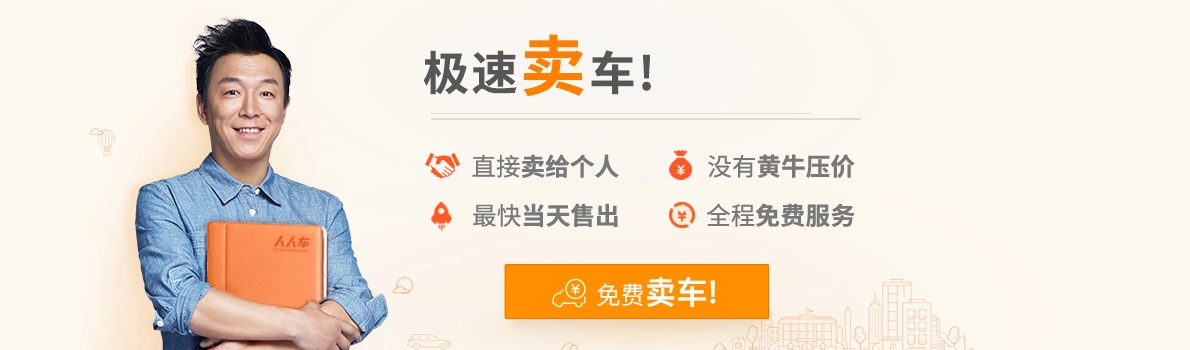 极速卖车!
直接卖给个人
没有黄牛压价
最快当天售出
全程免费服务
人人车
免费卖车!